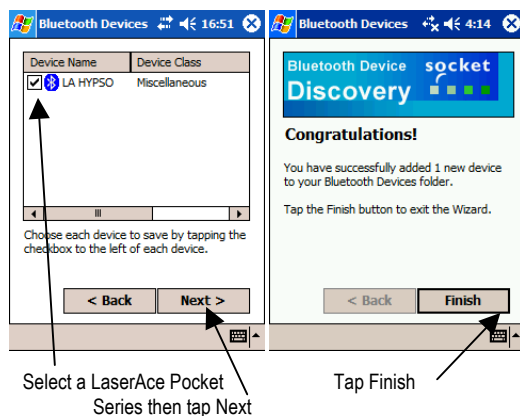 Bluetooth Devices 16:51
Device Name Device Class
LA HYPSO Miscellaneous
Choose each device to save by tapping the
checkbox to the left of each device.
< Back Next >
Select a LaserAce Pocket
Series then tap Next
Bluetooth Devices 4:14
Bluetooth Device socket
Discovery
Congratulations!
You have successfully added 1 new device
to your Bluetooth Devices folder.
Tap the Finish button to exit the Wizard.
< Back Finish
Tap Finish